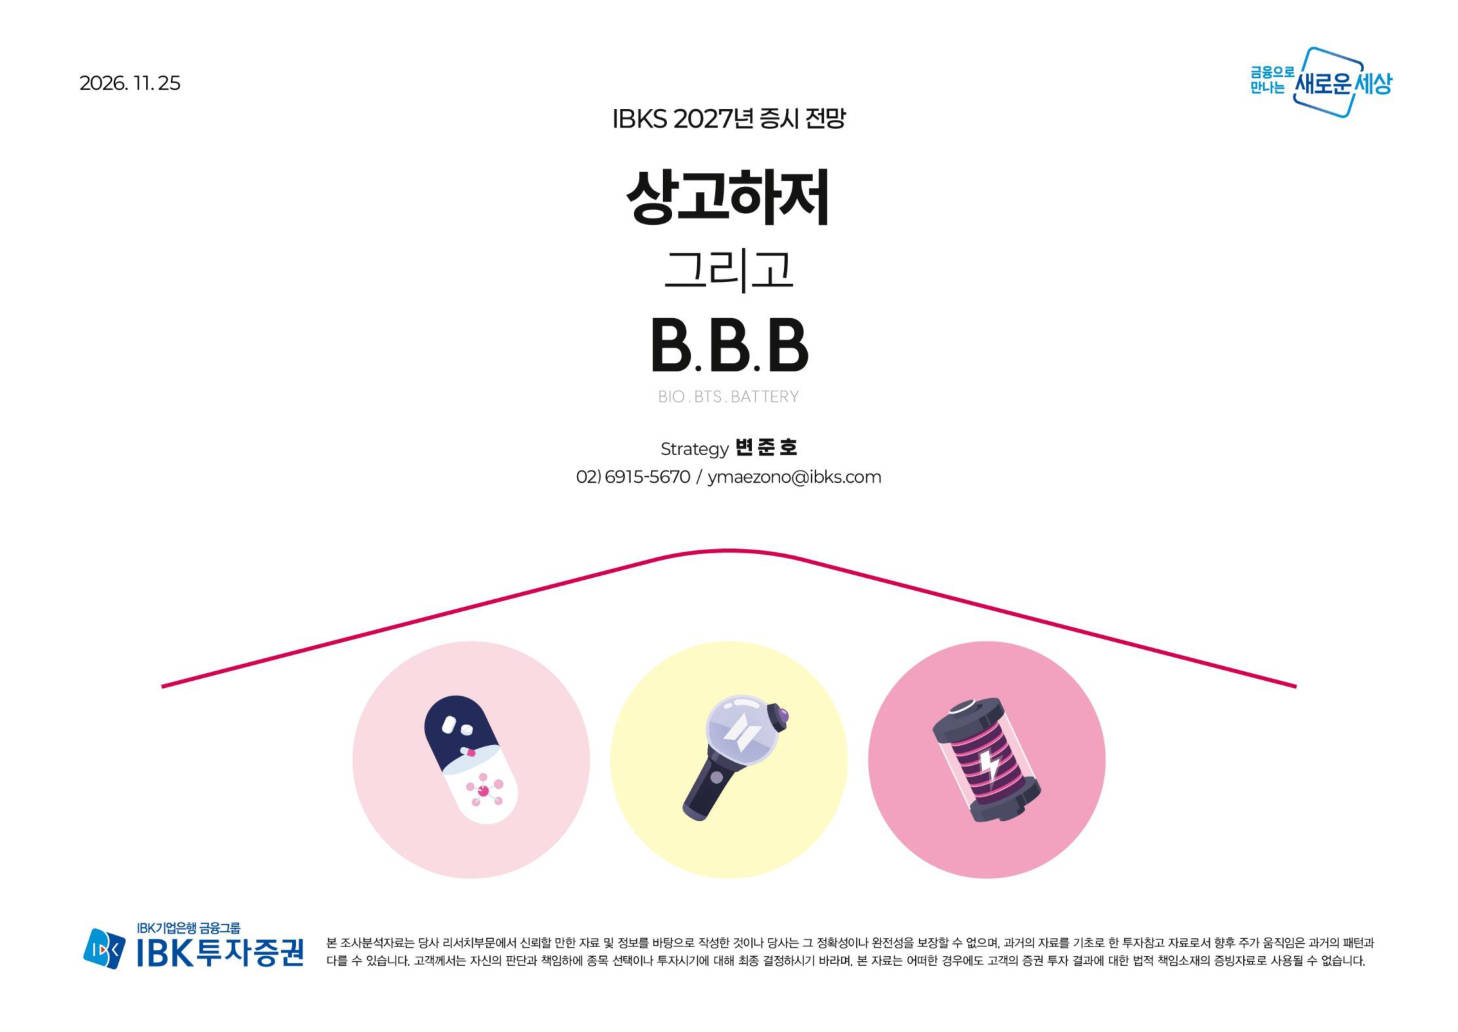 2026. 11. 25
금융으로
만나는 새로운 세상
IBKS 2027년 증시 전망
상고하저
그리고
B.B.B
BIO . BTS . BATTERY
Strategy 변준호
02) 6915-5670 / ymaezono@ibks.com
IBK기업은행 금융그룹
IBK투자증권
본 조사분석자료는 당사 리서치부문에서 신뢰할 만한 자료 및 정보를 바탕으로 작성한 것이나 당사는 그 정확성이나 완전성을 보장할 수 없으며, 과거의 자료를 기초로 한 투자참고 자료로서 향후 주가 움직임은 과거의 패턴과
다를 수 있습니다. 고객께서는 자신의 판단과 책임하에 종목 선택이나 투자시기에 대해 최종 결정하시기 바라며, 본 자료는 어떠한 경우에도 고객의 증권 투자 결과에 대한 법적 책임소재의 증빙자료로 사용될 수 없습니다.